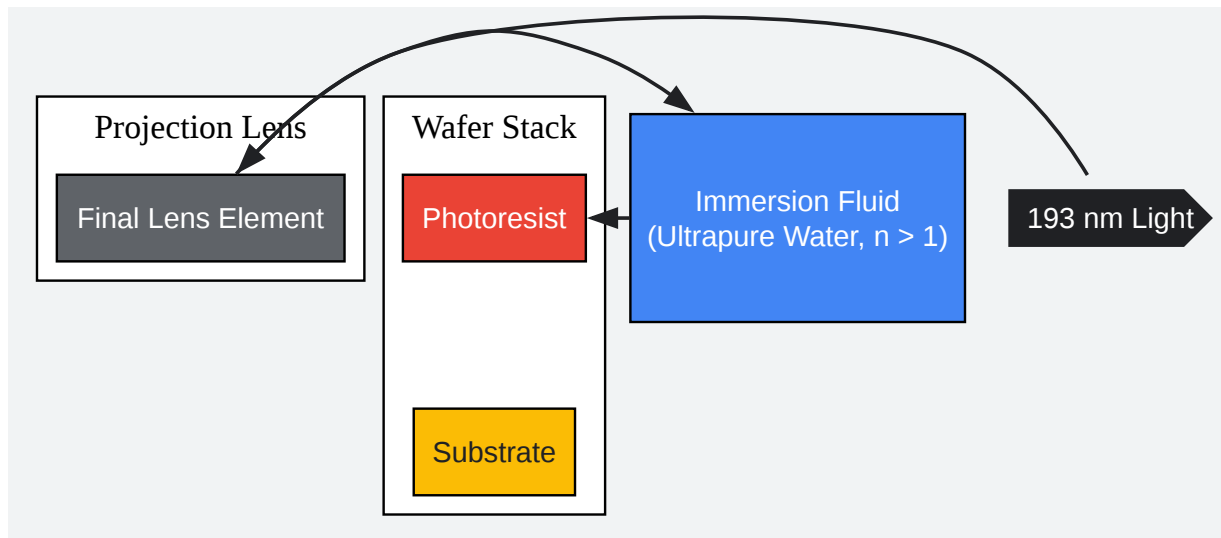 Projection Lens
Final Lens Element
Wafer Stack
Photoresist
Substrate
Immersion Fluid
(Ultrapure Water, n > 1)
193 nm Light